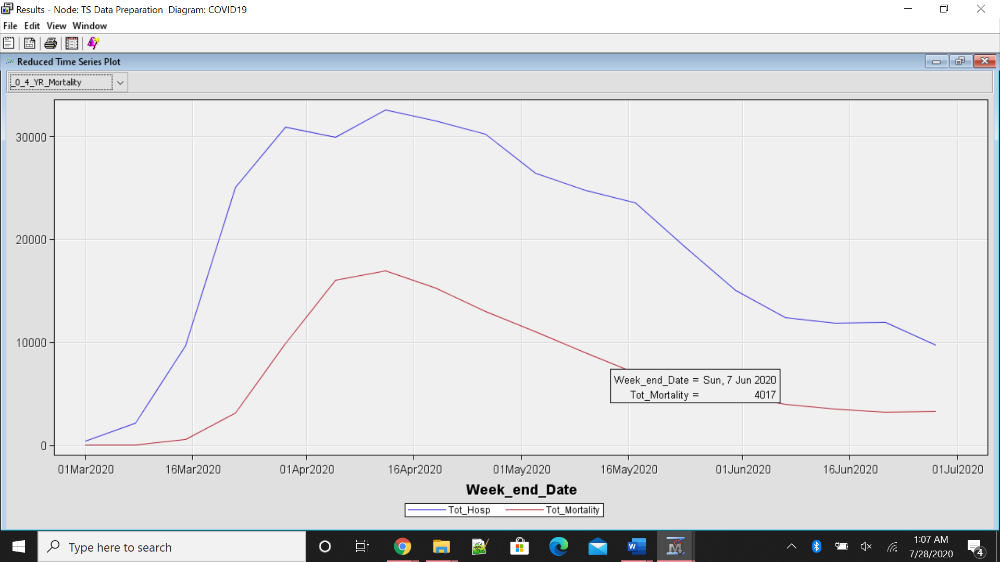 Results - Node: TS Data Preparation  Diagram: COVID19
File Edit View Window
Reduced Time Series Plot
_0_4_YR_Mortality
30000
20000
10000
0
Week_end_Date = Sun, 7 Jun 2020
Tot_Mortality = 4017
01Mar2020 16Mar2020 01Apr2020 16Apr2020 01May2020 16May2020 01Jun2020 16Jun2020 01Jul2020
Week_end_Date
Tot_Hosp Tot_Mortality
Type here to search
W
1:07 AM
7/28/2020
4